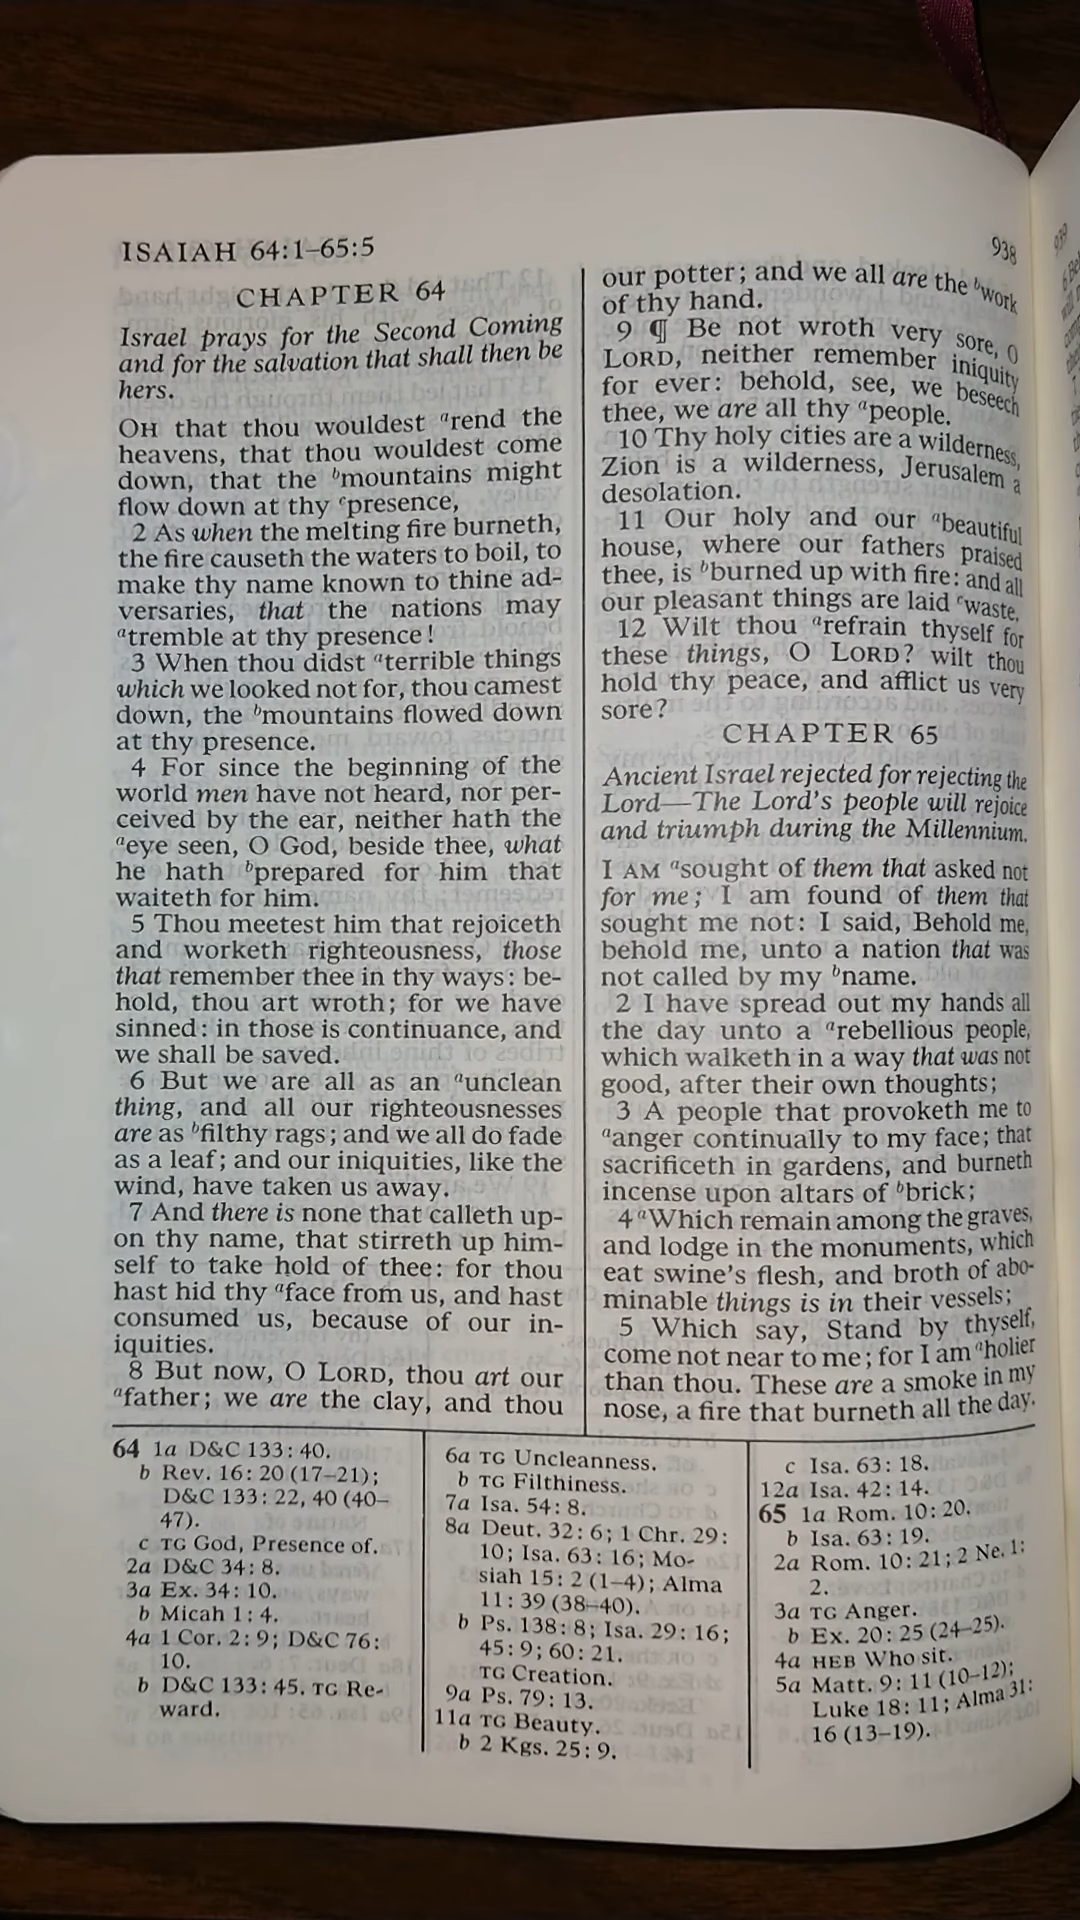 ISAIAH 64:1–65:5
938
CHAPTER 64
Israel prays for the Second Coming
and for the salvation that shall then be
hers.
OH that thou wouldest ᵃrend the
heavens, that thou wouldest come
down, that the ᵇmountains might
flow down at thy ᶜpresence,
2 As when the melting fire burneth,
the fire causeth the waters to boil, to
make thy name known to thine ad-
versaries, that the nations may
ᵃtremble at thy presence!
3 When thou didst ᵃterrible things
which we looked not for, thou camest
down, the ᵇmountains flowed down
at thy presence.
4 For since the beginning of the
world men have not heard, nor per-
ceived by the ear, neither hath the
ᵃeye seen, O God, beside thee, what
he hath ᵇprepared for him that
waiteth for him.
5 Thou meetest him that rejoiceth
and worketh righteousness, those
that remember thee in thy ways: be-
hold, thou art wroth; for we have
sinned: in those is continuance, and
we shall be saved.
6 But we are all as an ᵃunclean
thing, and all our righteousnesses
are as ᵇfilthy rags; and we all do fade
as a leaf; and our iniquities, like the
wind, have taken us away.
7 And there is none that calleth up-
on thy name, that stirreth up him-
self to take hold of thee: for thou
hast hid thy ᵃface from us, and hast
consumed us, because of our in-
iquities.
8 But now, O LORD, thou art our
ᵃfather; we are the clay, and thou
our potter; and we all are the ᵇwork
of thy hand.
9 ¶ Be not wroth very sore, O
LORD, neither remember iniquity
for ever: behold, see, we beseech
thee, we are all thy ᵃpeople.
10 Thy holy cities are a wilderness,
Zion is a wilderness, Jerusalem a
desolation.
11 Our holy and our ᵃbeautiful
house, where our fathers praised
thee, is ᵇburned up with fire: and all
our pleasant things are laid ᶜwaste.
12 Wilt thou ᵃrefrain thyself for
these things, O LORD? wilt thou
hold thy peace, and afflict us very
sore?
CHAPTER 65
Ancient Israel rejected for rejecting the
Lord—The Lord's people will rejoice
and triumph during the Millennium.
I AM ᵃsought of them that asked not
for me; I am found of them that
sought me not: I said, Behold me,
behold me, unto a nation that was
not called by my ᵇname.
2 I have spread out my hands all
the day unto a ᵃrebellious people,
which walketh in a way that was not
good, after their own thoughts;
3 A people that provoketh me to
ᵃanger continually to my face; that
sacrificeth in gardens, and burneth
incense upon altars of ᵇbrick;
4 ᵃWhich remain among the graves,
and lodge in the monuments, which
eat swine's flesh, and broth of abo-
minable things is in their vessels;
5 Which say, Stand by thyself,
come not near to me; for I am ᵃholier
than thou. These are a smoke in my
nose, a fire that burneth all the day.
64 1a D&C 133: 40.
b Rev. 16: 20 (17–21);
D&C 133: 22, 40 (40–
47).
c TG God, Presence of.
2a D&C 34: 8.
3a Ex. 34: 10.
b Micah 1: 4.
4a 1 Cor. 2: 9; D&C 76:
10.
b D&C 133: 45. TG Re-
ward.
6a TG Uncleanness.
b TG Filthiness.
7a Isa. 54: 8.
8a Deut. 32: 6; 1 Chr. 29:
10; Isa. 63: 16; Mo-
siah 15: 2 (1–4); Alma
11: 39 (38–40).
b Ps. 138: 8; Isa. 29: 16;
45: 9; 60: 21.
TG Creation.
9a Ps. 79: 13.
11a TG Beauty.
b 2 Kgs. 25: 9.
c Isa. 63: 18.
12a Isa. 42: 14.
65 1a Rom. 10: 20.
b Isa. 63: 19.
2a Rom. 10: 21; 2 Ne. 1:
2.
3a TG Anger.
b Ex. 20: 25 (24–25).
4a HEB Who sit.
5a Matt. 9: 11 (10–12);
Luke 18: 11; Alma 31:
16 (13–19).
939